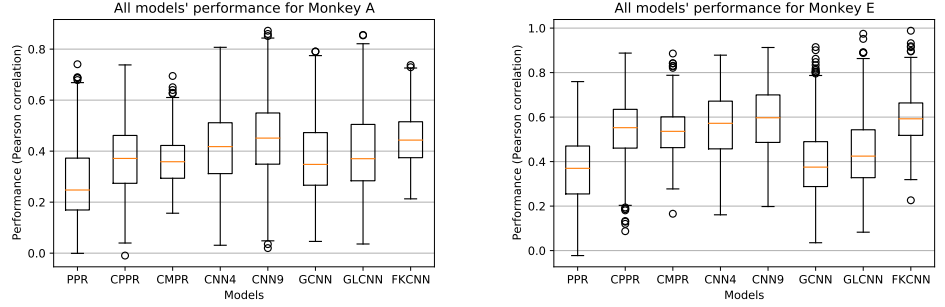 All models' performance for Monkey A
Performance (Pearson correlation)
0.8
0.6
0.4
0.2
0.0
PPR CPPR CMPR CNN4 CNN9 GCNN GLCNN FKCNN
Models
All models' performance for Monkey E
Performance (Pearson correlation)
1.0
0.8
0.6
0.4
0.2
0.0
PPR CPPR CMPR CNN4 CNN9 GCNN GLCNN FKCNN
Models